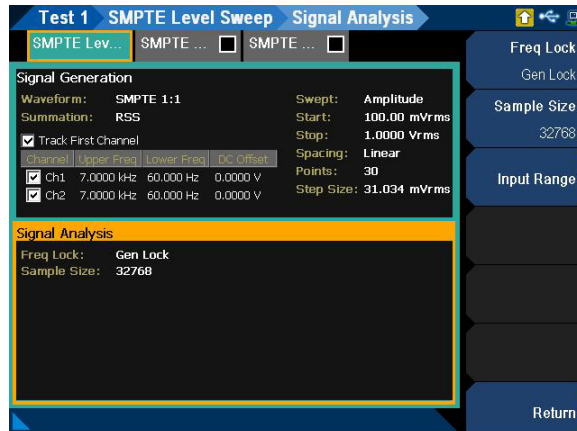 Test 1 SMPTE Level Sweep Signal Analysis
SMPTE Lev... SMPTE ... SMPTE ...
Signal Generation
Waveform: SMPTE 1:1
Summation: RSS
Track First Channel
Channel Upper Freq Lower Freq DC Offset
Ch1 7.0000 kHz 60.000 Hz 0.0000 V
Ch2 7.0000 kHz 60.000 Hz 0.0000 V
Swept: Amplitude
Start: 100.00 mVrms
Stop: 1.0000 Vrms
Spacing: Linear
Points: 30
Step Size: 31.034 mVrms
Signal Analysis
Freq Lock: Gen Lock
Sample Size: 32768
Freq Lock
Gen Lock
Sample Size
32768
Input Range
Return